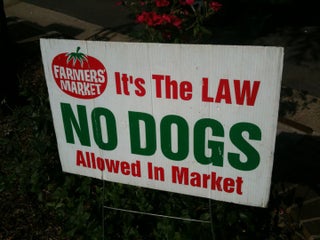 FARMERS'
MARKET
It's The LAW
NO DOGS
Allowed In Market